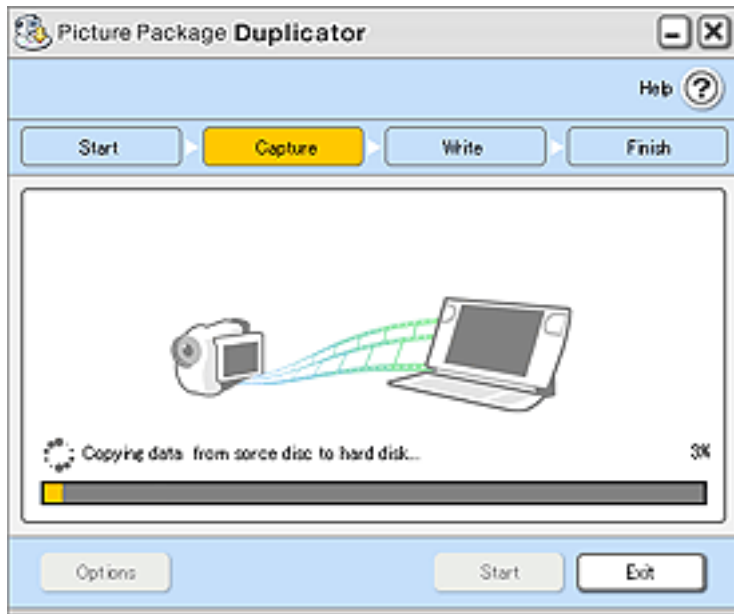 Picture Package Duplicator
Help ?
Start Capture Write Finish
Copying data from sorce disc to hard disk... 3%
Options Start Exit